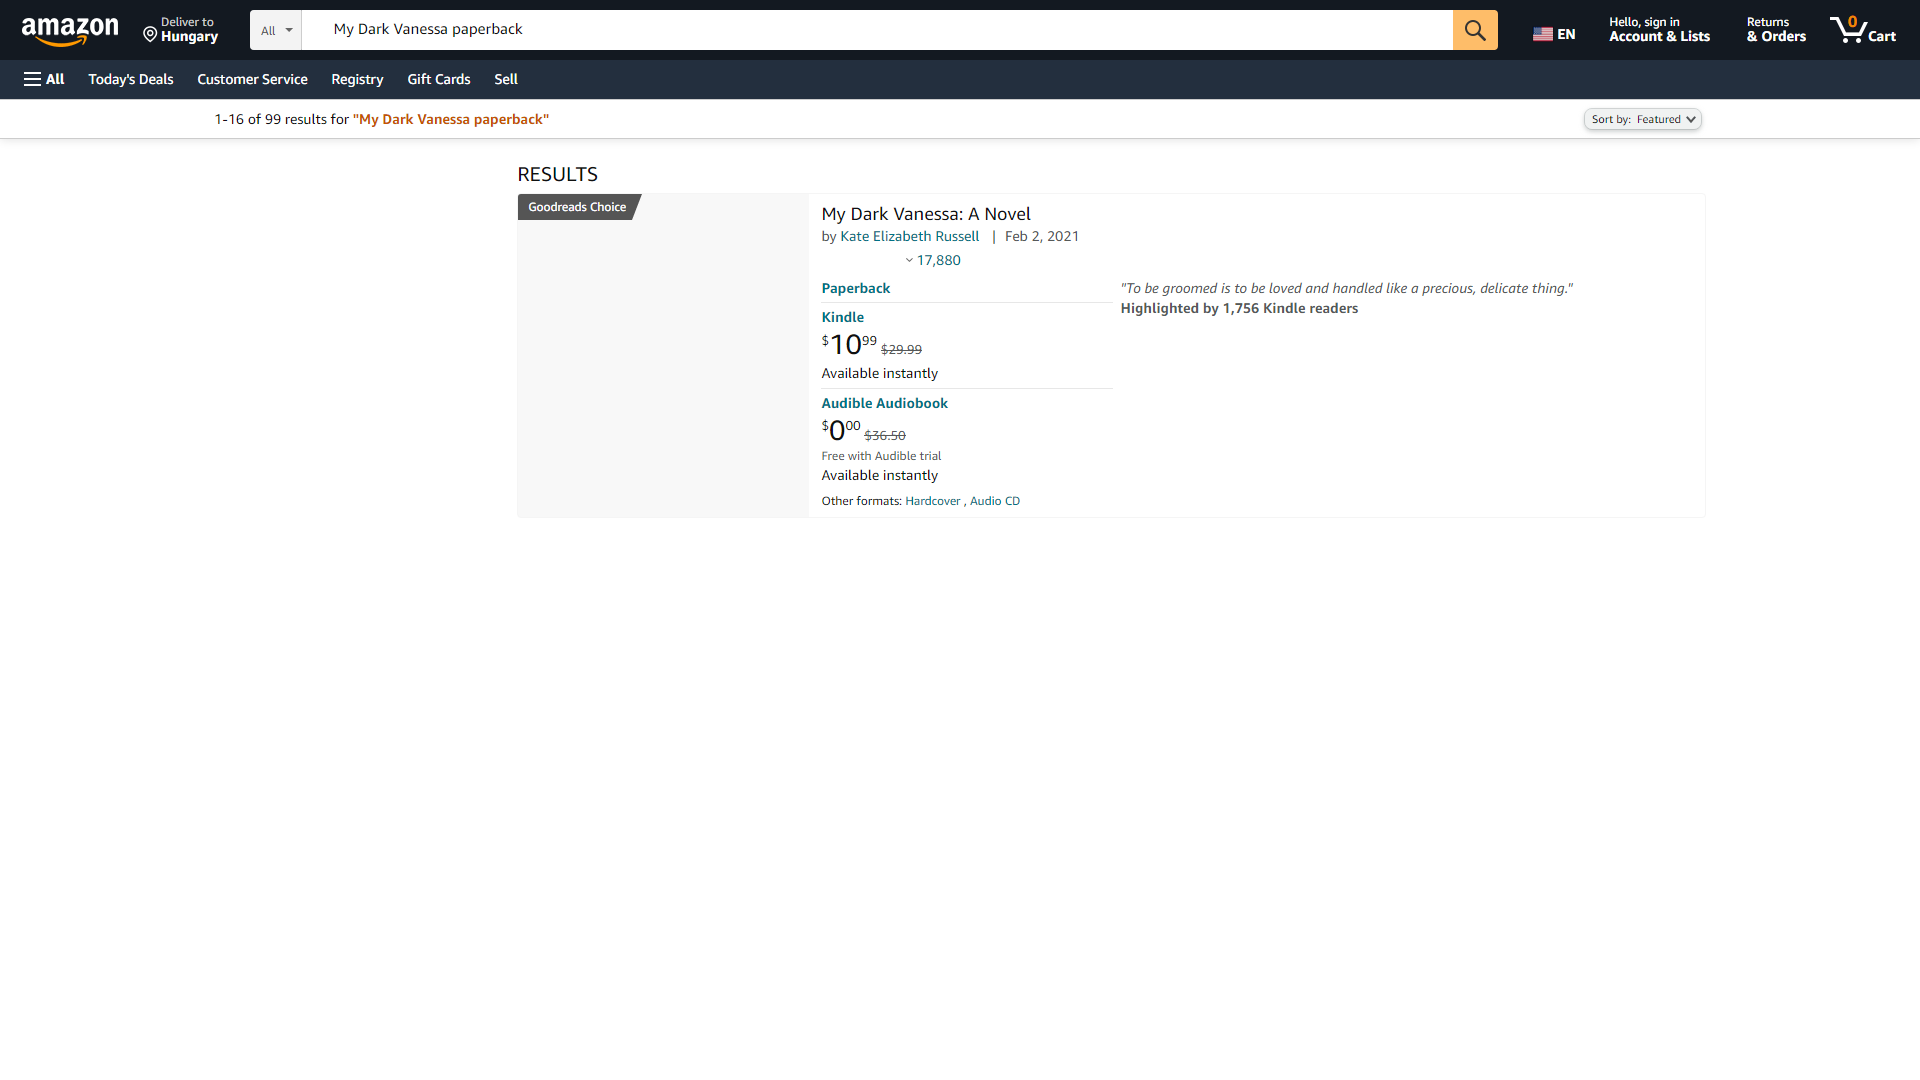 amazon
Deliver to
Hungary
All
My Dark Vanessa paperback
EN
Hello, sign in
Account & Lists
Returns
& Orders
0
Cart
All
Today's Deals
Customer Service
Registry
Gift Cards
Sell
1-16 of 99 results for "My Dark Vanessa paperback"
Sort by: Featured
RESULTS
Goodreads Choice
My Dark Vanessa: A Novel
by Kate Elizabeth Russell | Feb 2, 2021
17,880
Paperback
Kindle
$10.99 $29.99
Available instantly
Audible Audiobook
$0.00 $36.50
Free with Audible trial
Available instantly
Other formats: Hardcover , Audio CD
"To be groomed is to be loved and handled like a precious, delicate thing."
Highlighted by 1,756 Kindle readers